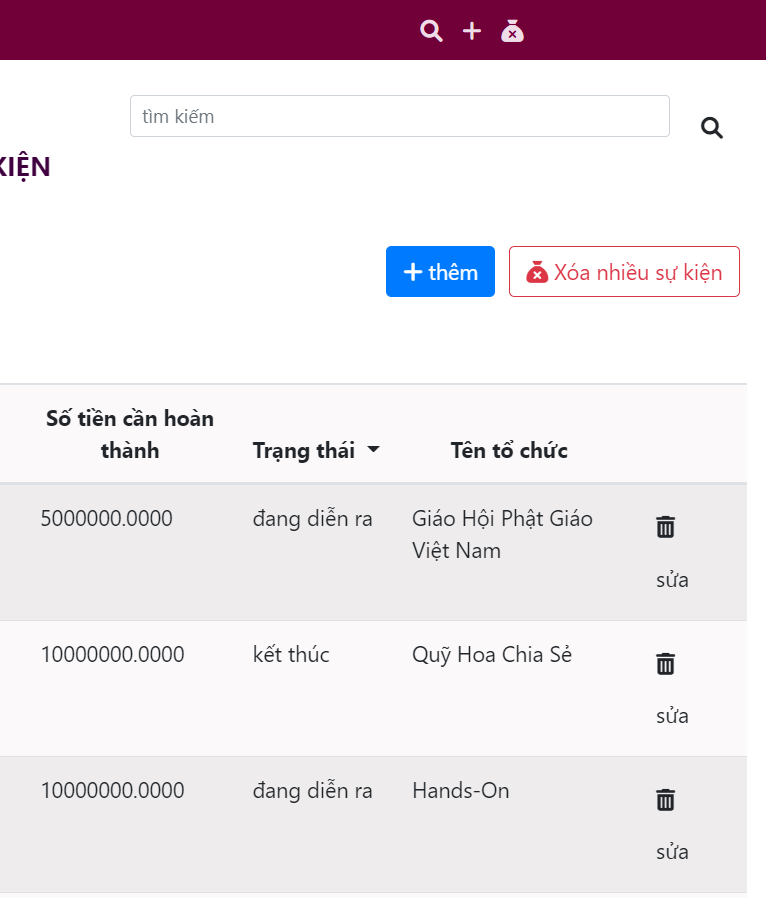 tìm kiếm
KIỆN
thêm
Xóa nhiều sự kiện
Số tiền cần hoàn
thành
Trạng thái
Tên tổ chức
5000000.0000
đang diễn ra
Giáo Hội Phật Giáo
Việt Nam
sửa
10000000.0000
kết thúc
Quỹ Hoa Chia Sẻ
sửa
10000000.0000
đang diễn ra
Hands-On
sửa